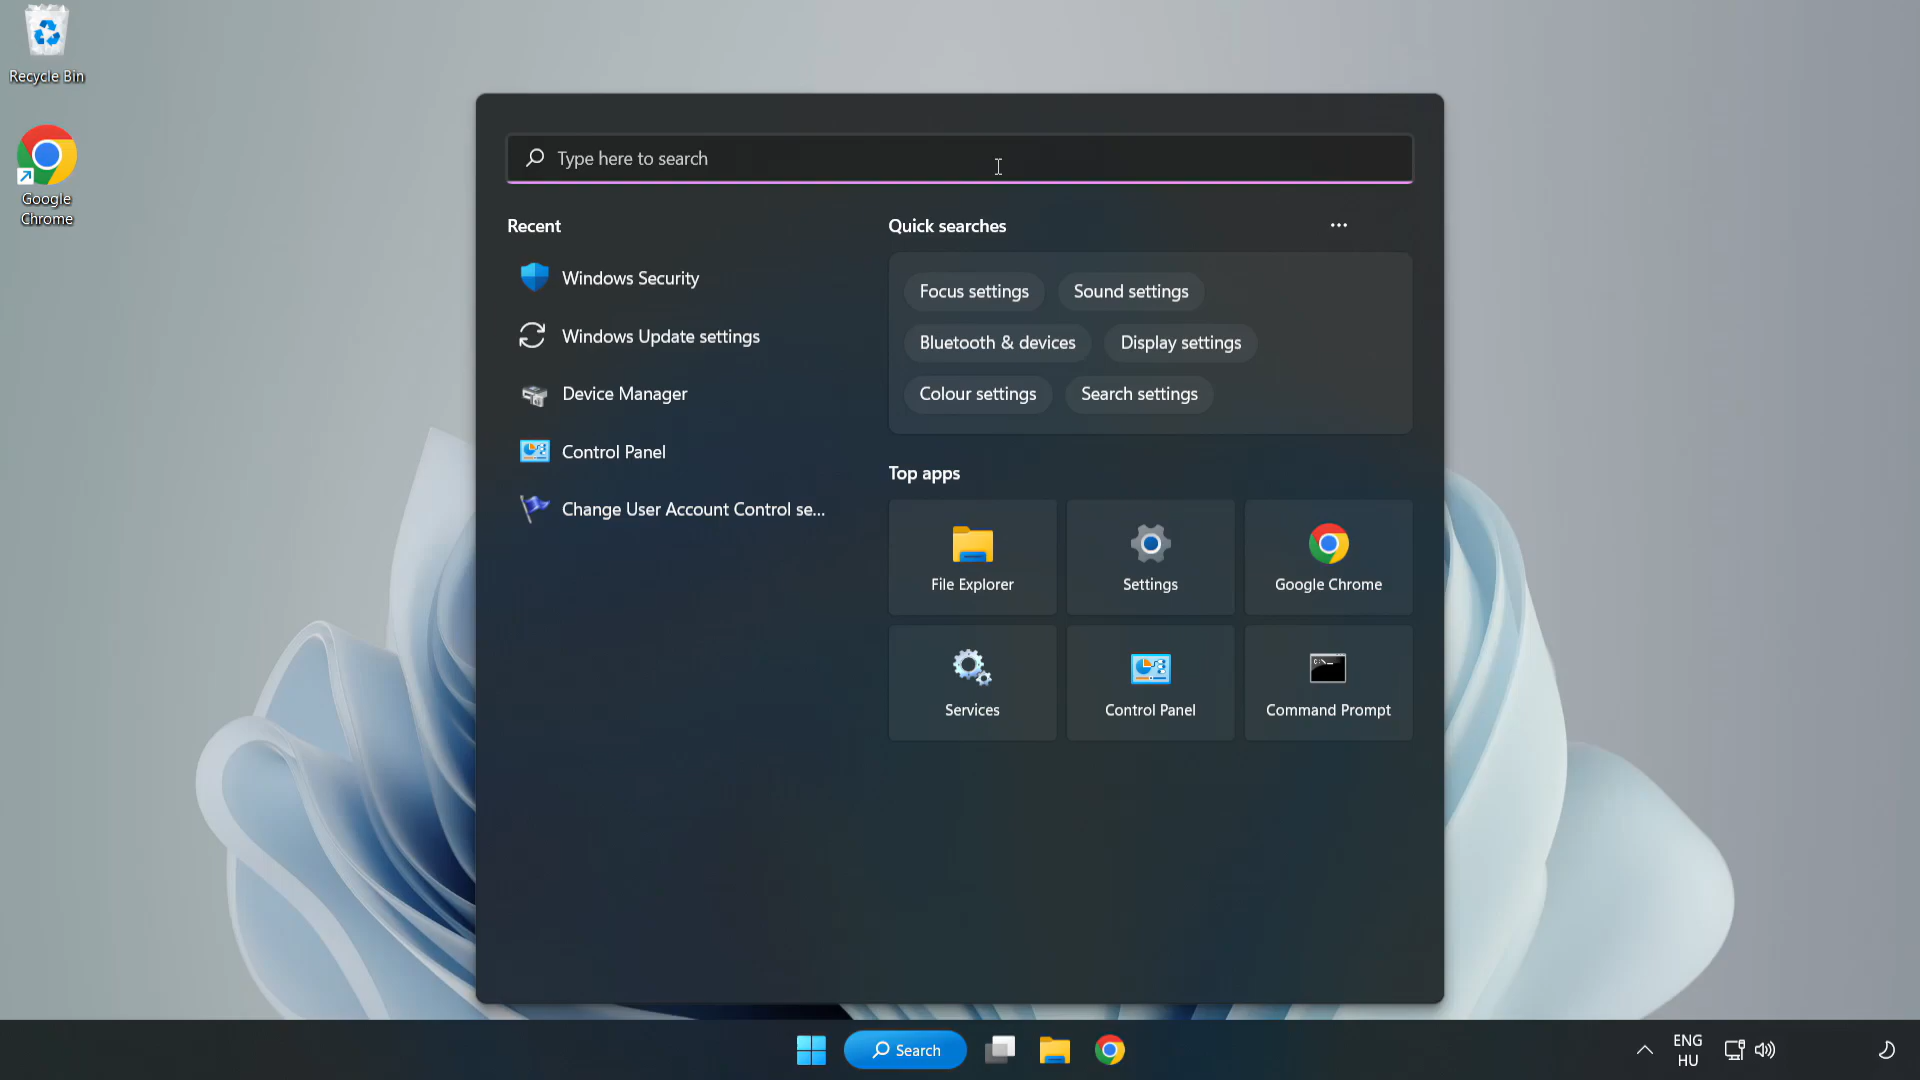 Recycle Bin
Google
Chrome
Type here to search
Recent
Windows Security
Windows Update settings
Device Manager
Control Panel
Change User Account Control se...
Quick searches
Focus settings
Sound settings
Bluetooth & devices
Display settings
Colour settings
Search settings
Top apps
File Explorer
Settings
Google Chrome
Services
Control Panel
Command Prompt
Search
ENG
HU